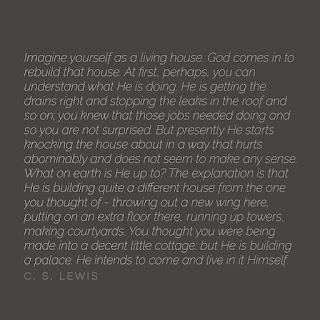 Imagine yourself as a living house. God comes in to
rebuild that house. At first, perhaps, you can
understand what He is doing. He is getting the
drains right and stopping the leaks in the roof and
so on; you knew that those jobs needed doing and
so you are not surprised. But presently He starts
knocking the house about in a way that hurts
abominably and does not seem to make any sense.
What on earth is He up to? The explanation is that
He is building quite a different house from the one
you thought of - throwing out a new wing here,
putting on an extra floor there, running up towers,
making courtyards. You thought you were being
made into a decent little cottage: but He is building
a palace. He intends to come and live in it Himself.
C. S. LEWIS